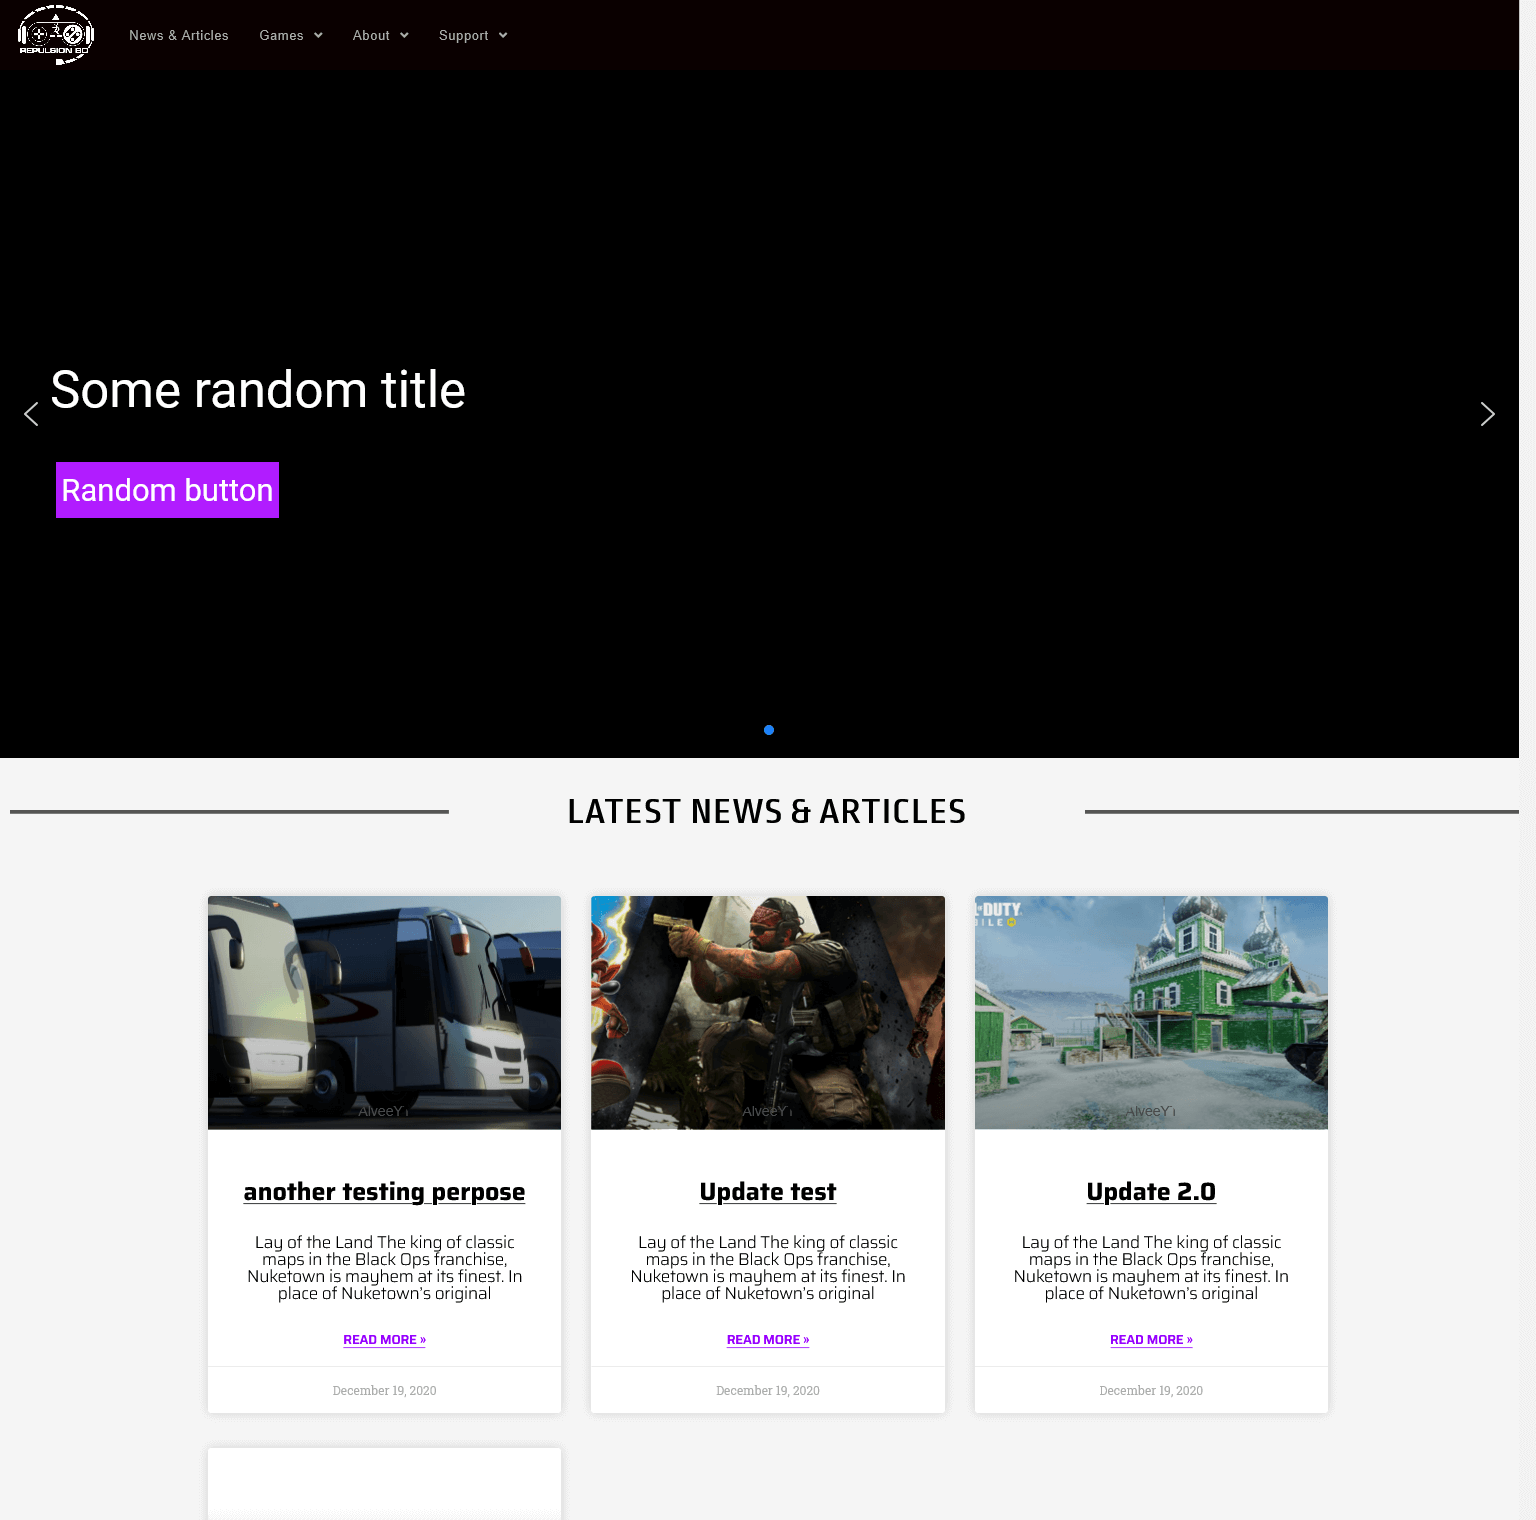 REPULSION BD
News & Articles
Games
About
Support
Some random title
Random button
LATEST NEWS & ARTICLES
AlveeYT
AlveeYT
DUTY
AlveeYT
another testing perpose
Lay of the Land The king of classic
maps in the Black Ops franchise,
Nuketown is mayhem at its finest. In
place of Nuketown’s original
READ MORE »
December 19, 2020
Update test
Lay of the Land The king of classic
maps in the Black Ops franchise,
Nuketown is mayhem at its finest. In
place of Nuketown’s original
READ MORE »
December 19, 2020
Update 2.0
Lay of the Land The king of classic
maps in the Black Ops franchise,
Nuketown is mayhem at its finest. In
place of Nuketown’s original
READ MORE »
December 19, 2020